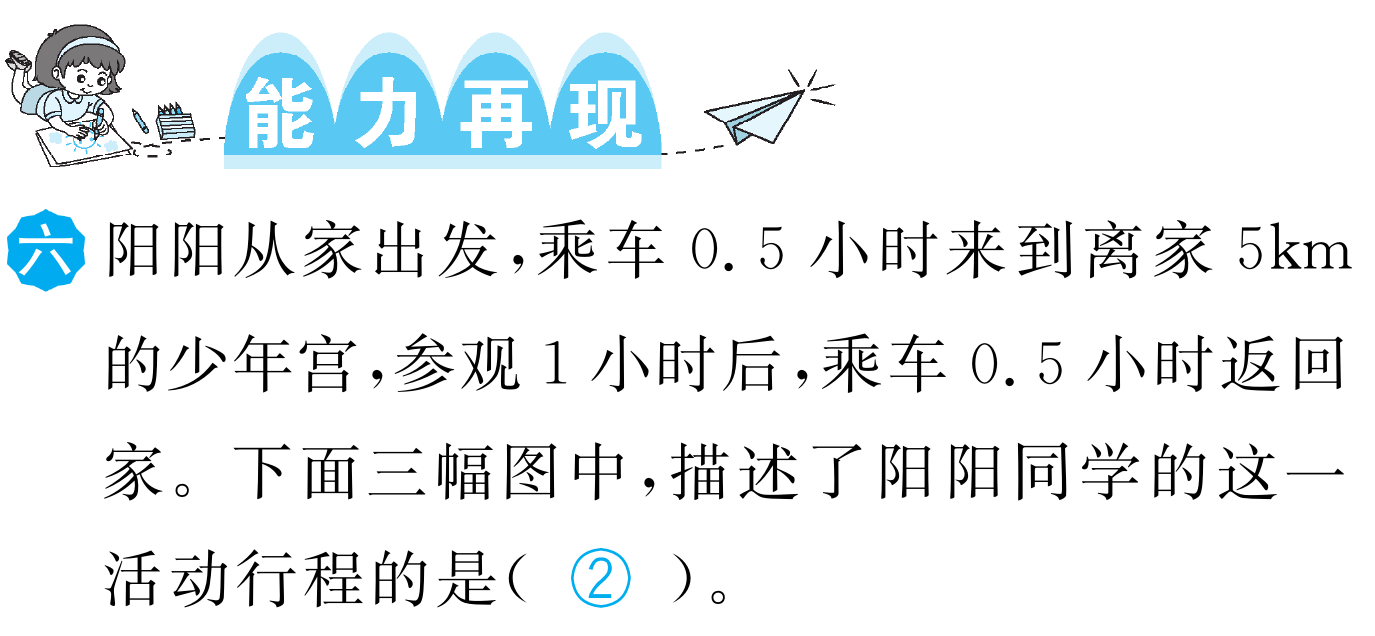 能力再现
六 阳阳从家出发,乘车 0.5 小时来到离家 5km
的少年宫,参观 1 小时后,乘车 0.5 小时返回
家。下面三幅图中,描述了阳阳同学的这一
活动行程的是( ② )。